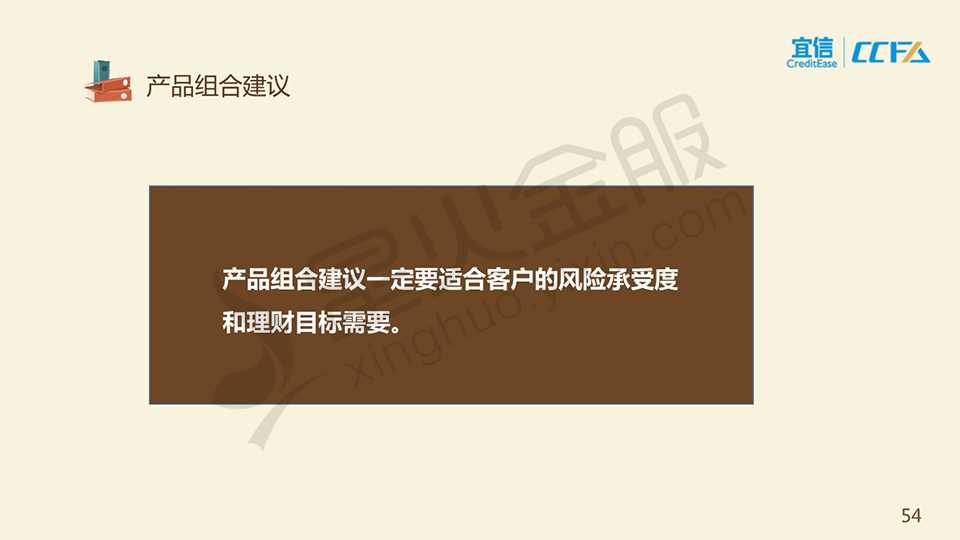 宜信
CreditEase
CCFA
产品组合建议
产品组合建议一定要适合客户的风险承受度
和理财目标需要。
星火金服
xinghuo.yixin.com
54